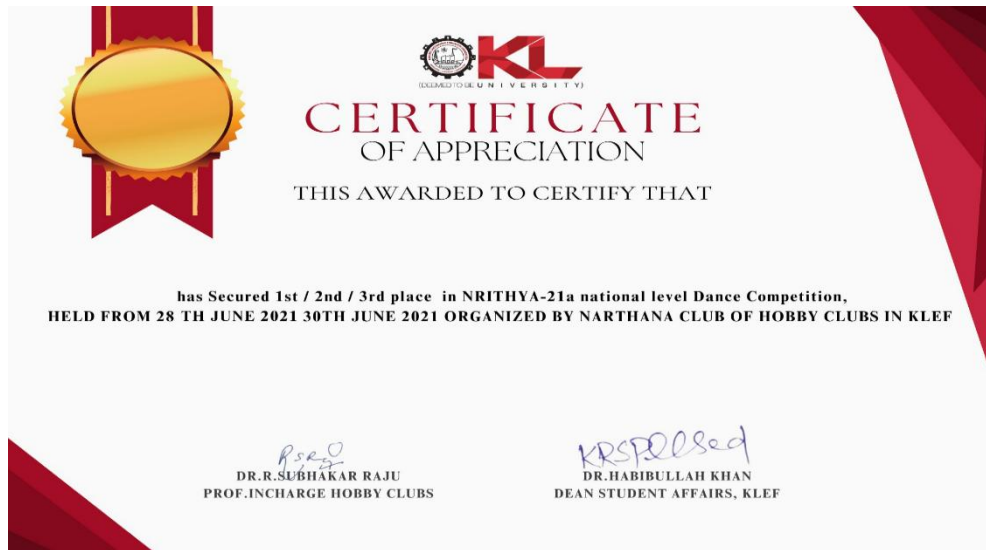 KL
(DEEMED TO BE UNIVERSITY)
CERTIFICATE
OF APPRECIATION
THIS AWARDED TO CERTIFY THAT
has Secured 1st / 2nd / 3rd place in NRITHYA-21a national level Dance Competition,
HELD FROM 28 TH JUNE 2021 30TH JUNE 2021 ORGANIZED BY NARTHANA CLUB OF HOBBY CLUBS IN KLEF
DR.R.SUBHAKAR RAJU
PROF.INCHARGE HOBBY CLUBS
DR.HABIBULLAH KHAN
DEAN STUDENT AFFAIRS, KLEF